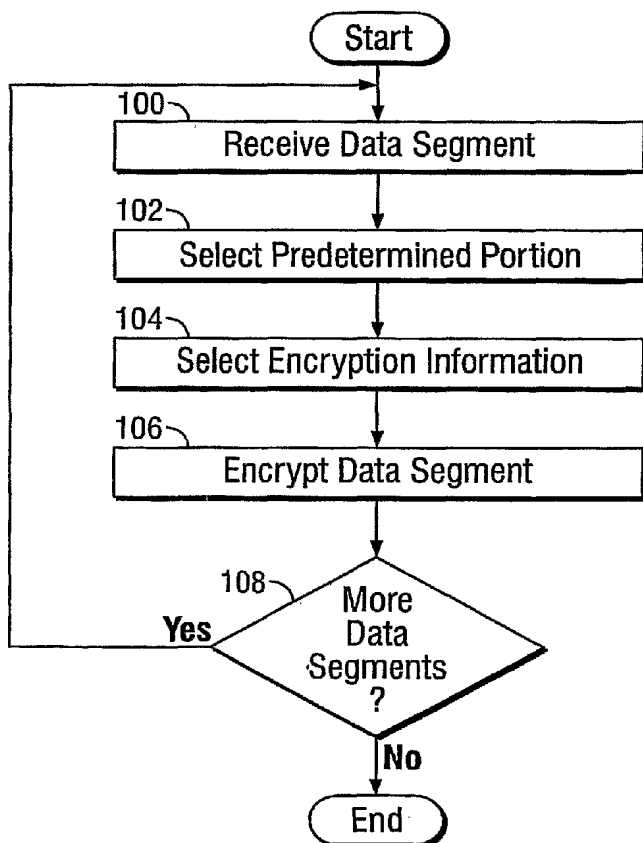 Start
100
Receive Data Segment
102
Select Predetermined Portion
104
Select Encryption Information
106
Encrypt Data Segment
108
More
Data
Segments
?
Yes
No
End